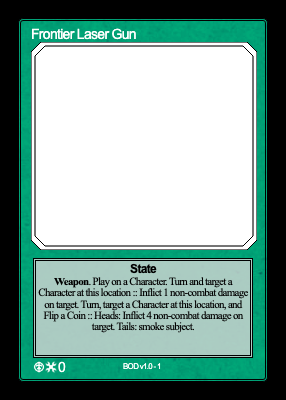 Frontier Laser Gun
State
Weapon. Play on a Character. Turn and target a
Character at this location :: Inflict 1 non-combat damage
on target. Turn, target a Character at this location, and
Flip a Coin :: Heads: Inflict 4 non-combat damage on
target. Tails: smoke subject.
0
BOD v1.0 - 1